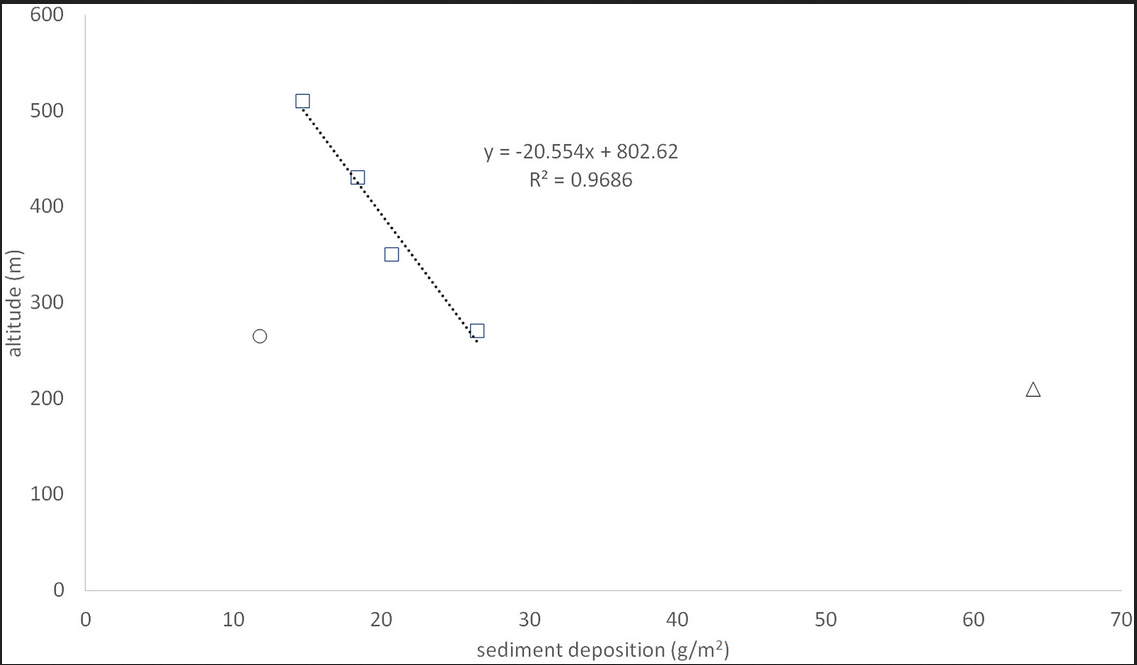 600
500
400
300
200
100
0
altitude (m)
y = -20.554x + 802.62
R² = 0.9686
0 10 20 30 40 50 60 70
sediment deposition (g/m²)